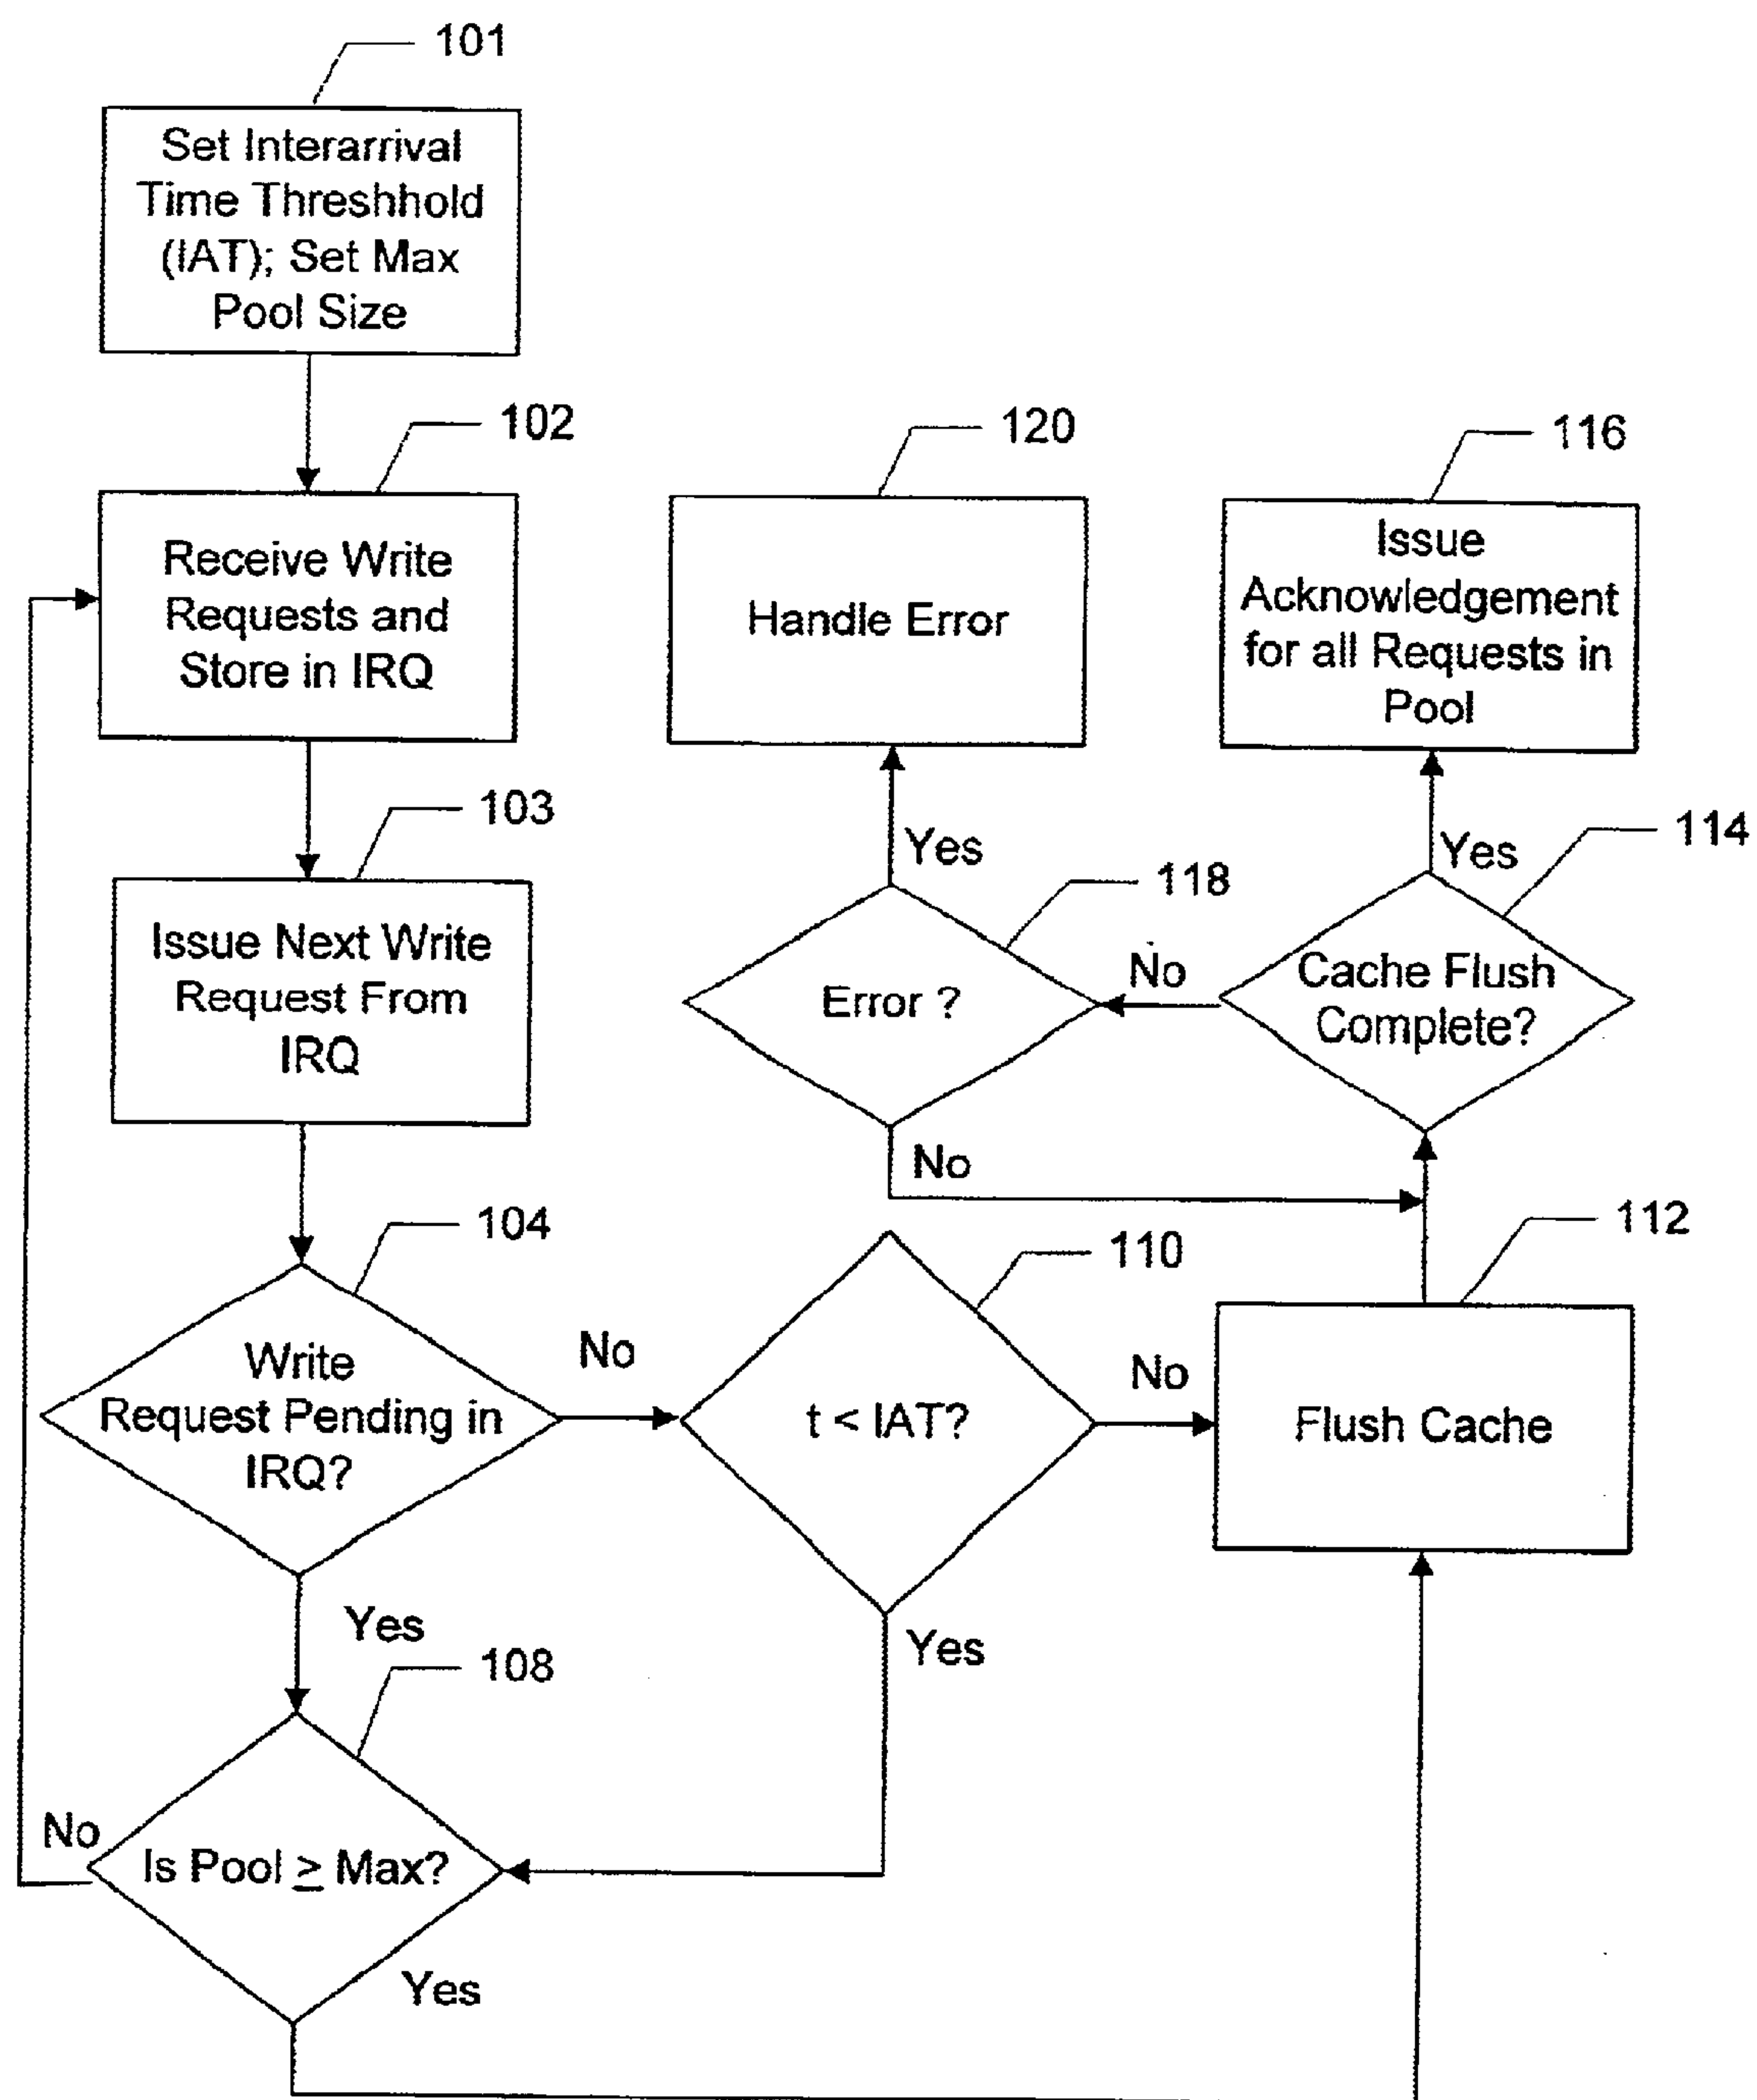 101
Set Interarrival
Time Threshhold
(IAT); Set Max
Pool Size
102
Receive Write
Requests and
Store in IRQ
120
Handle Error
116
Issue
Acknowledgement
for all Requests in
Pool
103
Issue Next Write
Request From
IRQ
Yes
118
Error ?
No
No
Yes
114
Cache Flush
Complete?
104
Write
Request Pending in
IRQ?
No
Yes
110
t < IAT?
No
Yes
112
Flush Cache
108
Is Pool ≥ Max?
No
Yes